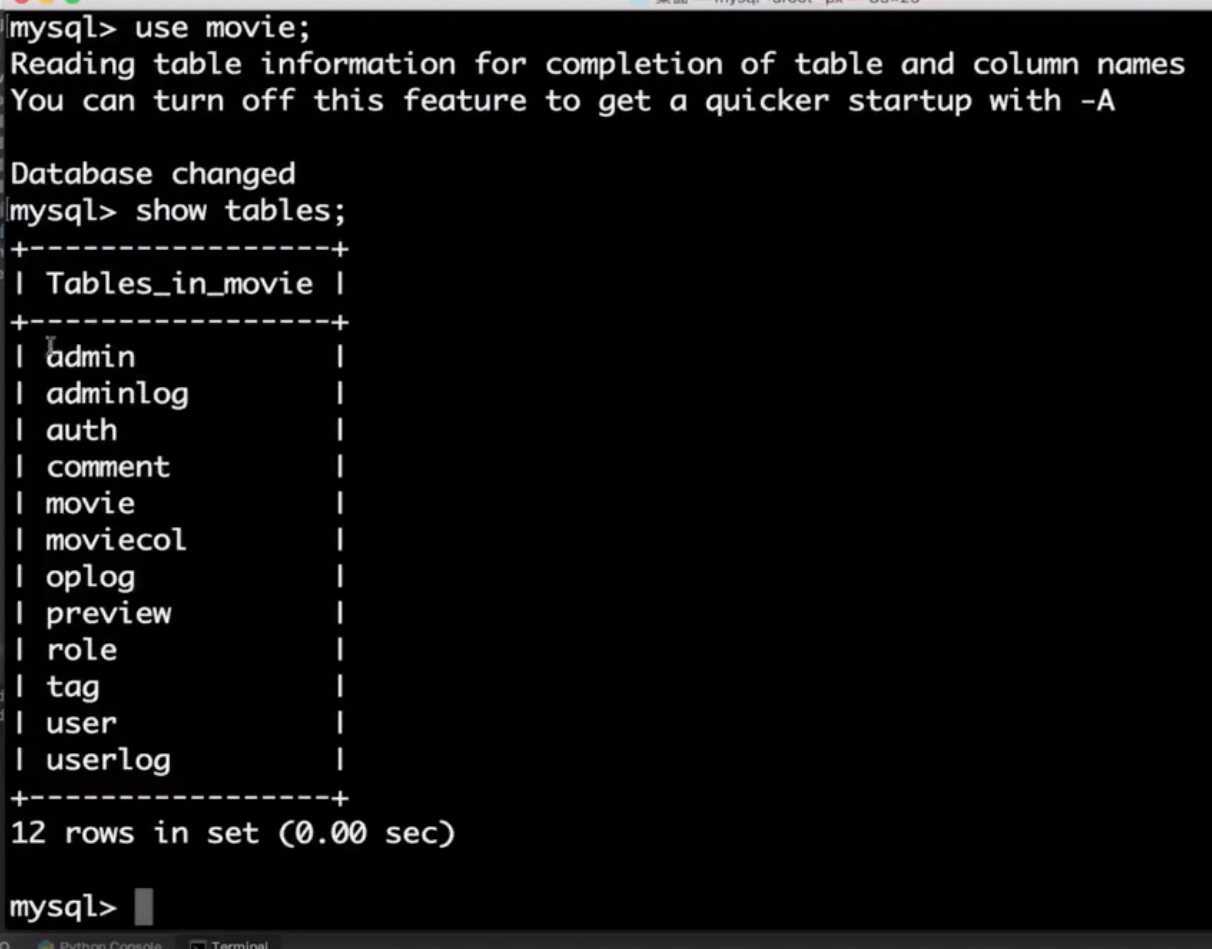 mysql> use movie;
Reading table information for completion of table and column names
You can turn off this feature to get a quicker startup with -A
Database changed
mysql> show tables;
+-----------------+
| Tables_in_movie |
+-----------------+
| admin           |
| adminlog        |
| auth            |
| comment         |
| movie           |
| moviecol        |
| oplog           |
| preview         |
| role            |
| tag             |
| user            |
| userlog         |
+-----------------+
12 rows in set (0.00 sec)
mysql>
Python Console
Terminal